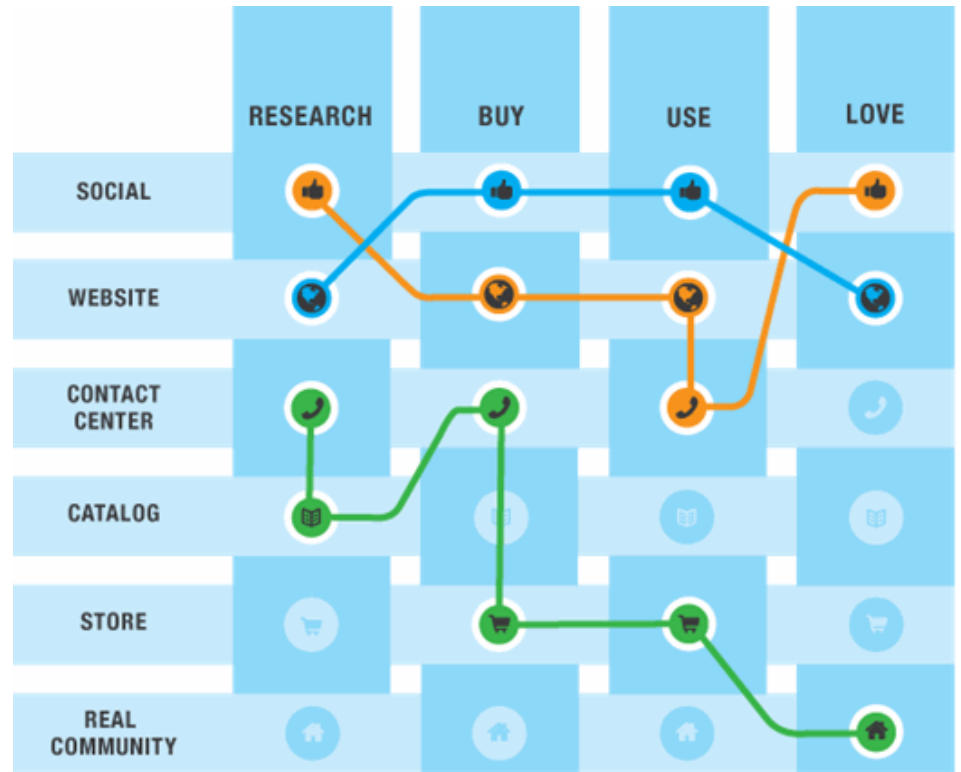 RESEARCH BUY USE LOVE
SOCIAL
WEBSITE
CONTACT
CENTER
CATALOG
STORE
REAL
COMMUNITY